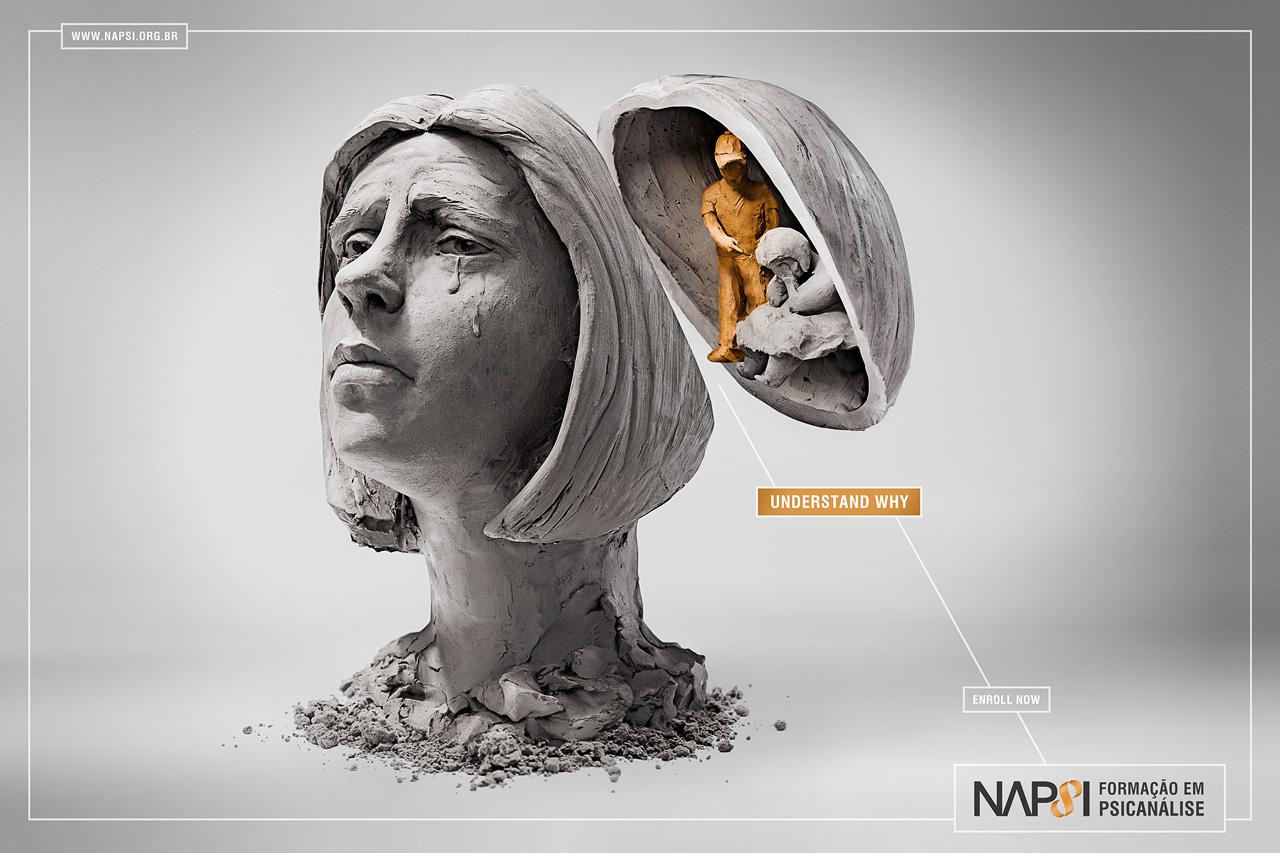 WWW.NAPSI.ORG.BR
UNDERSTAND WHY
ENROLL NOW
NAPSI
FORMAÇÃO EM
PSICANÁLISE